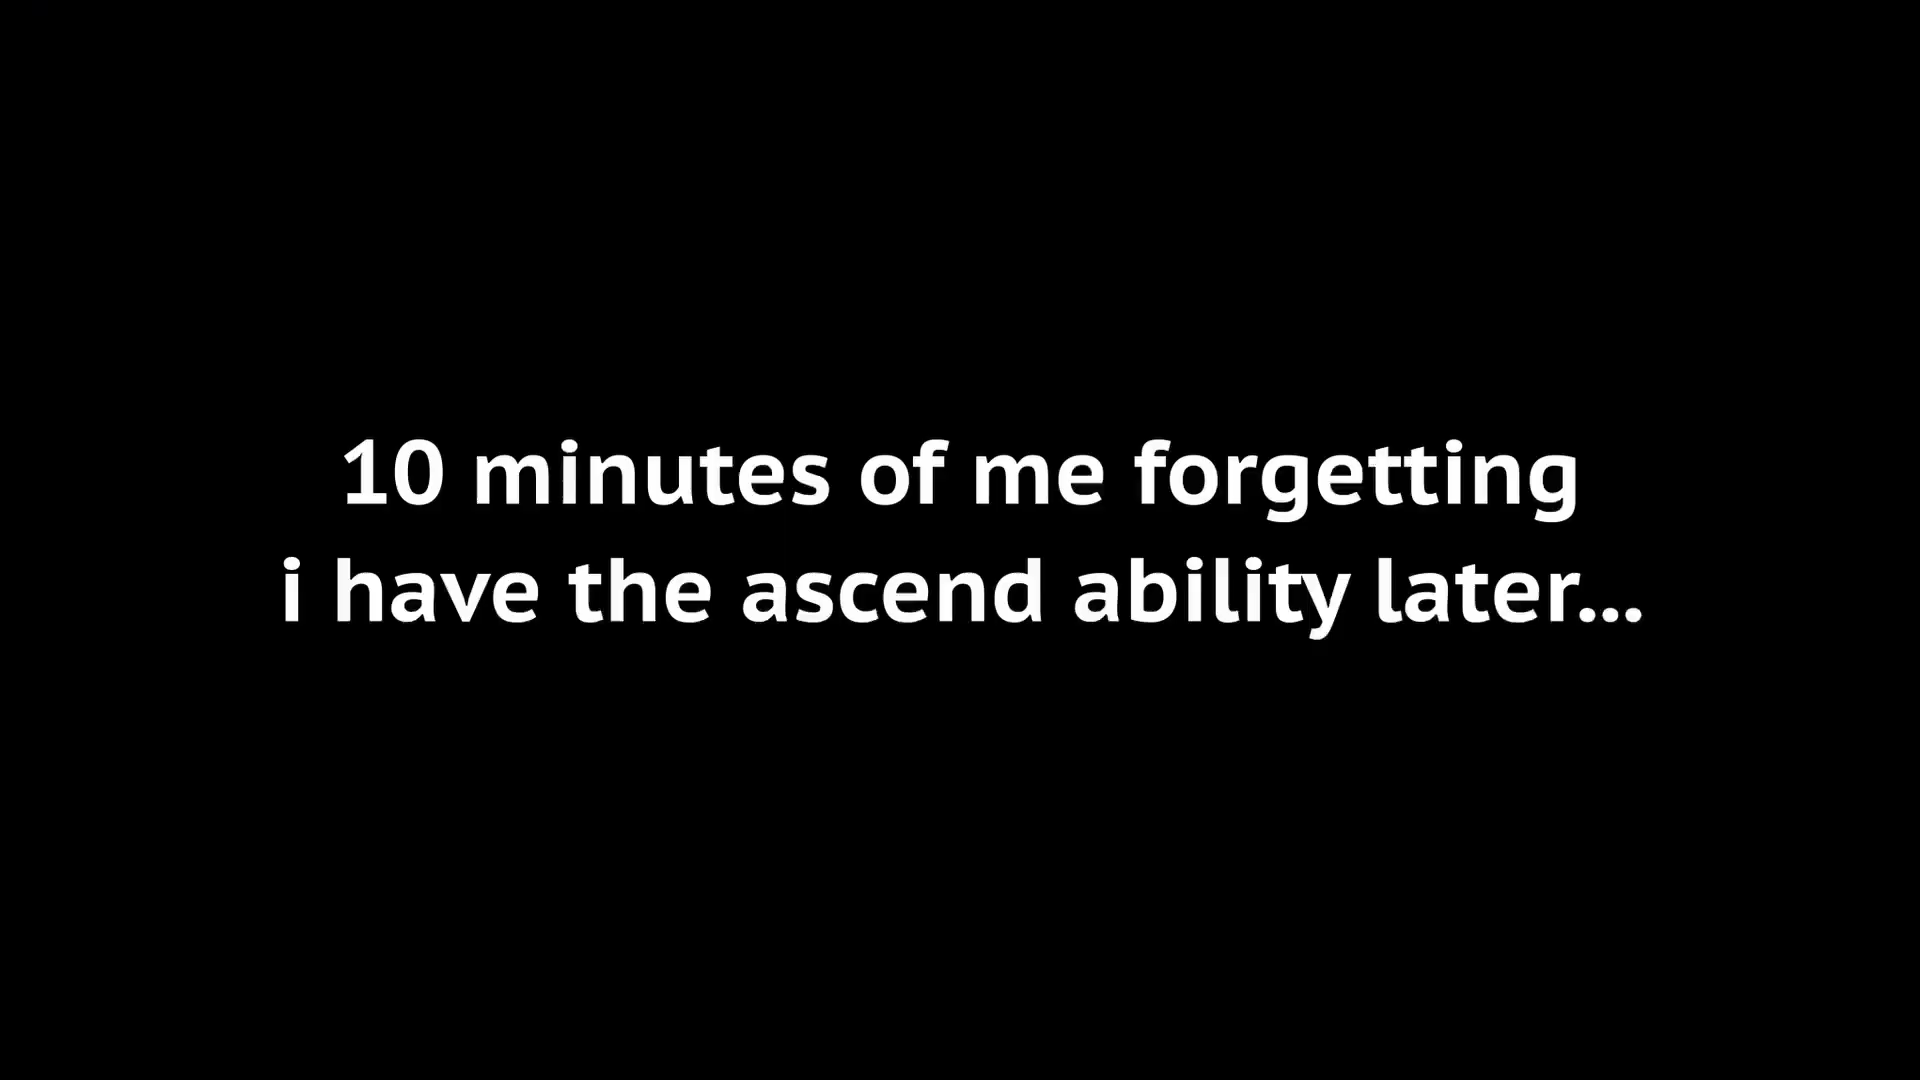 10 minutes of me forgetting
i have the ascend ability later...